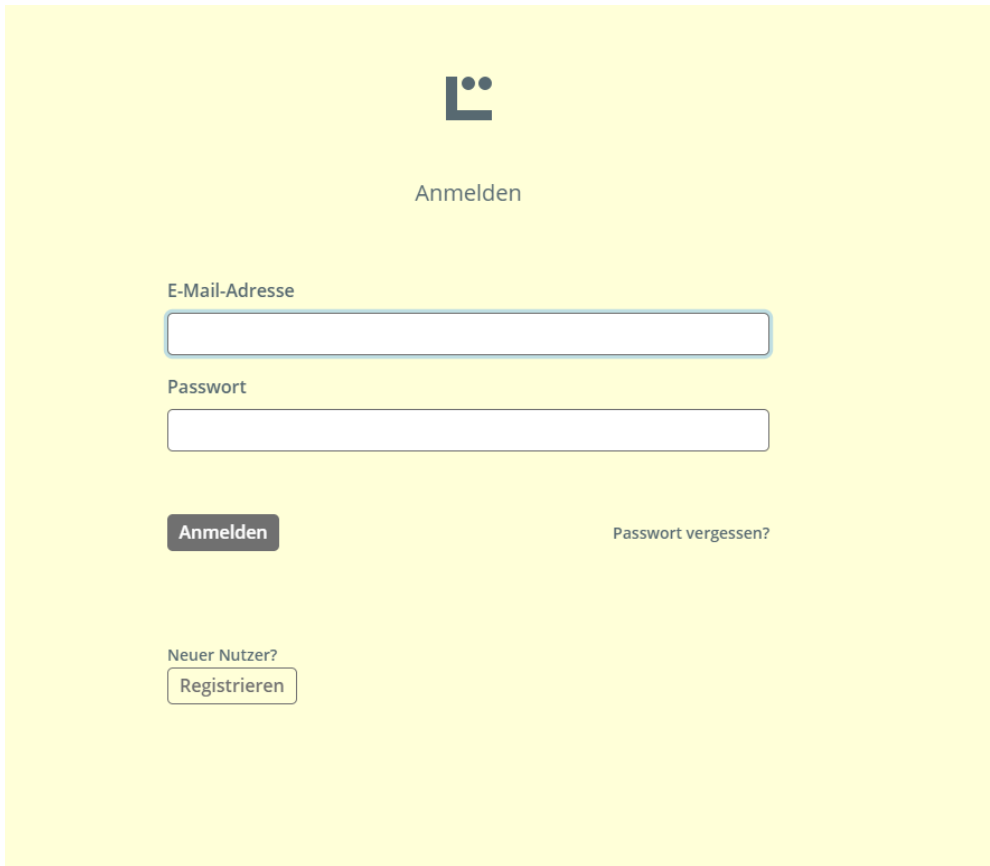 Anmelden
E-Mail-Adresse
Passwort
Anmelden
Passwort vergessen?
Neuer Nutzer?
Registrieren